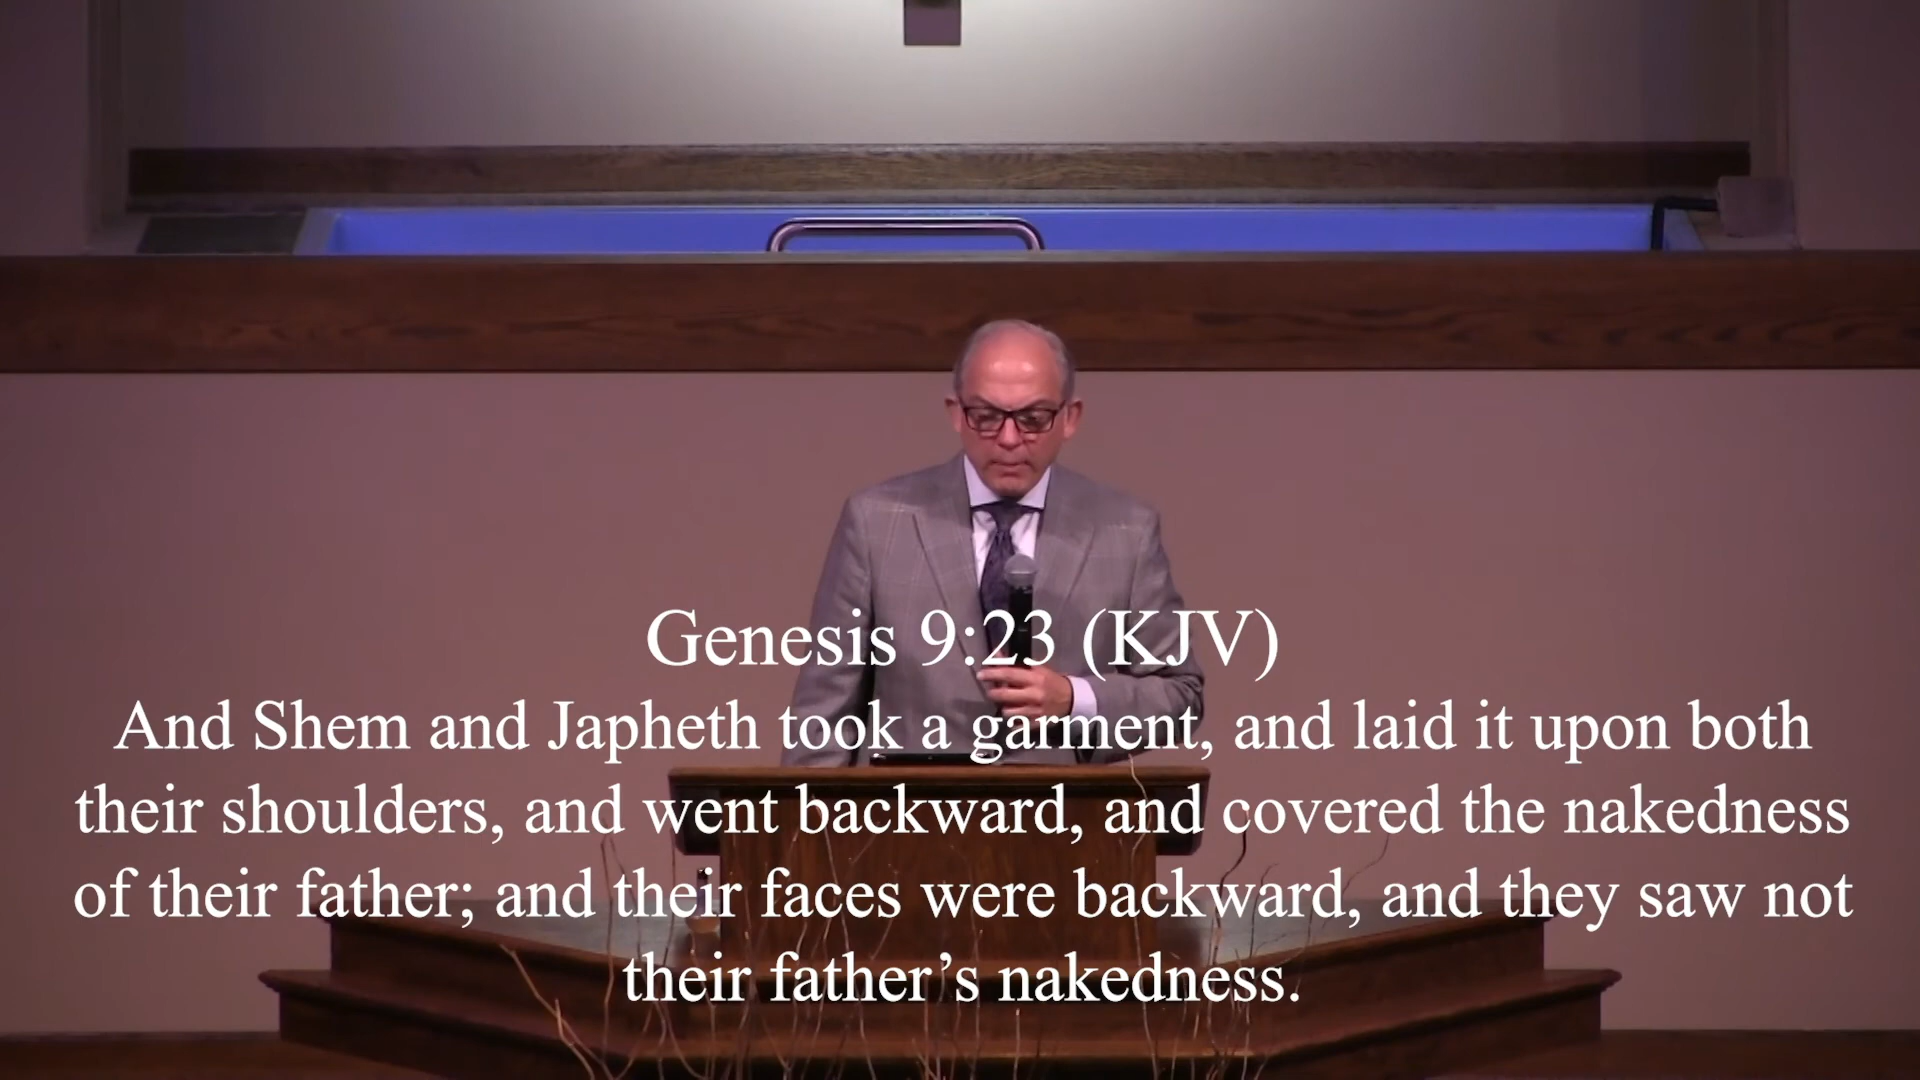 Genesis 9:23 (KJV)
And Shem and Japheth took a garment, and laid it upon both
their shoulders, and went backward, and covered the nakedness
of their father; and their faces were backward, and they saw not
their father’s nakedness.